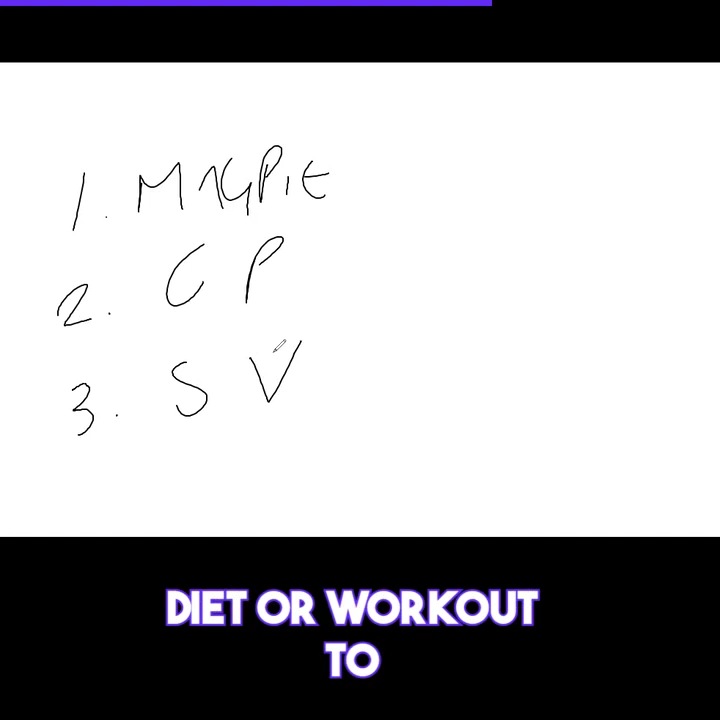 1. MAGPIE
2. C P
3. S V
DIET OR WORKOUT
TO